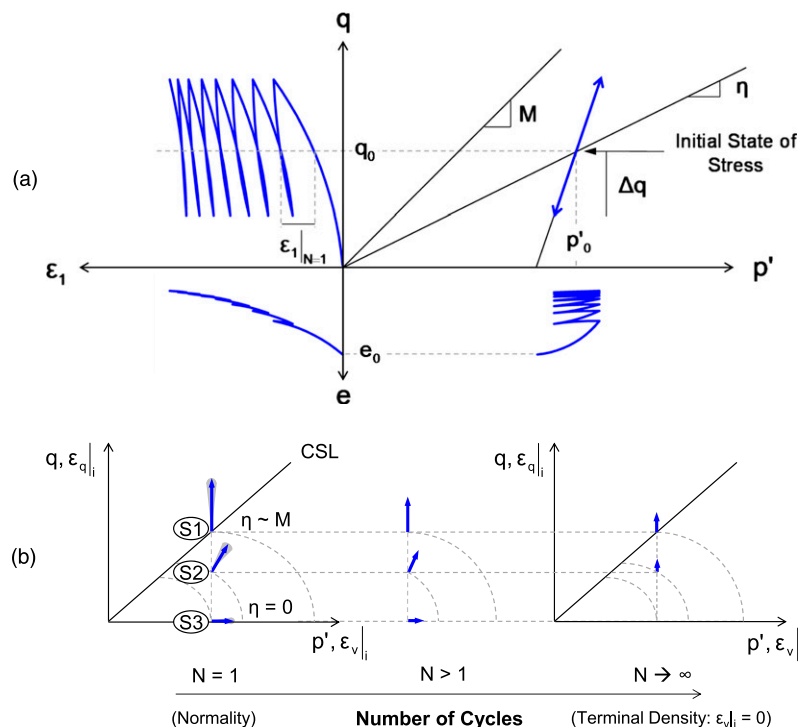 q
M
η
(a)
q₀
Initial State of
Stress
Δq
ε₁|N=1
p'₀
ε₁
p'
e₀
e
q, εq|i
CSL
q, εq|i
S1
η ~ M
(b)
S2
S3
η = 0
p', εv|i
p', εv|
N = 1
N > 1
N → ∞
(Normality)
Number of Cycles
(Terminal Density: εv|i = 0)